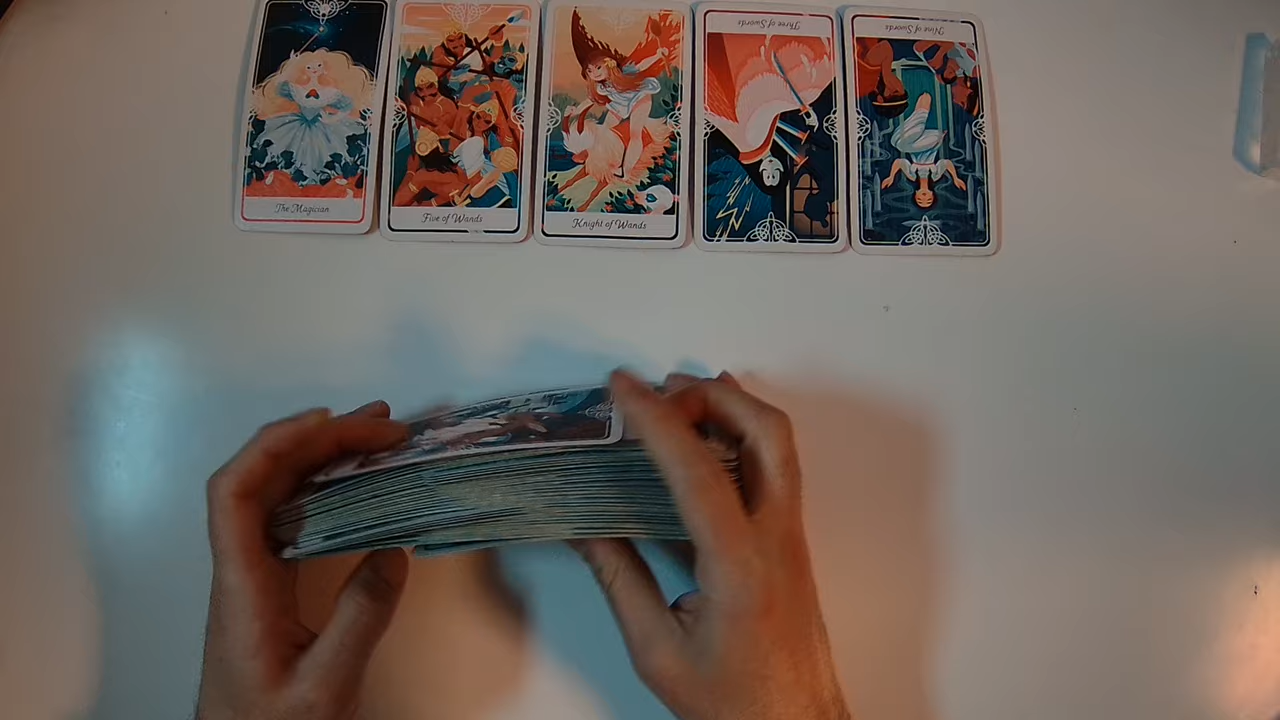 The Magician
Five of Wands
Knight of Wands
Three of Swords
Nine of Swords